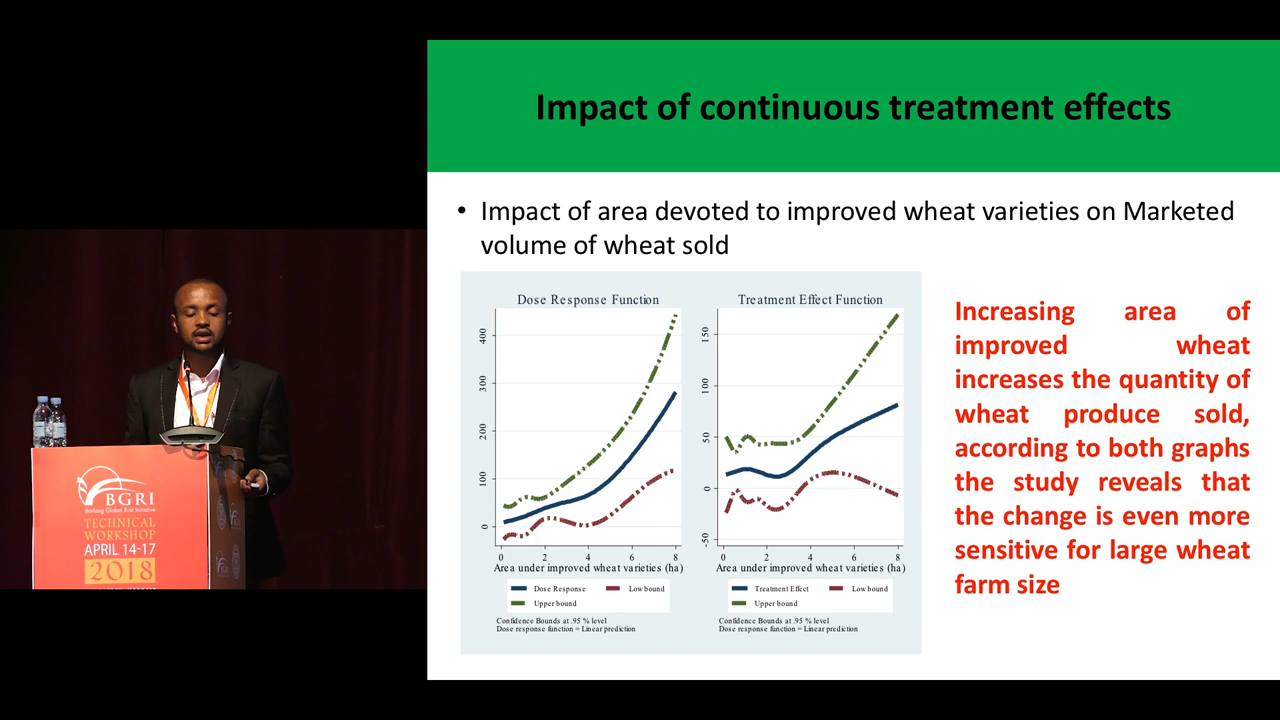 Impact of continuous treatment effects
• Impact of area devoted to improved wheat varieties on Marketed
volume of wheat sold
Dose Response Function
400
300
200
100
0
0 2 4 6 8
Area under improved wheat varieties (ha)
Dose Response
Low bound
Upper bound
Confidence Bounds at .95 % level
Dose response function = Linear prediction
Treatment Effect Function
150
100
50
0
-50
0 2 4 6 8
Area under improved wheat varieties (ha)
Treatment Effect
Low bound
Upper bound
Confidence Bounds at .95 % level
Dose response function = Linear prediction
Increasing area of
improved wheat
increases the quantity of
wheat produce sold,
according to both graphs
the study reveals that
the change is even more
sensitive for large wheat
farm size
BGRI
Borlaug Global Rust Initiative
TECHNICAL
WORKSHOP
APRIL 14-17
2018